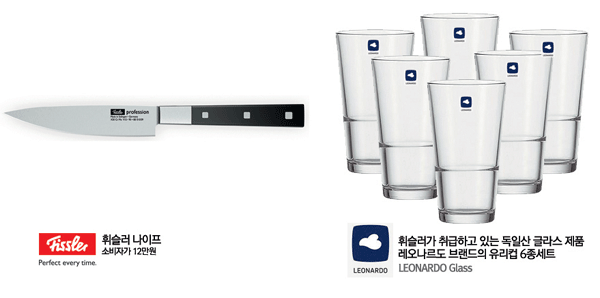 Fissler profession
Fissler
Perfect every time.
휘슬러 나이프
소비자가 12만원
LEONARDO
휘슬러가 취급하고 있는 독일산 글라스 제품
레오나르도 브랜드의 유리컵 6종세트
LEONARDO Glass